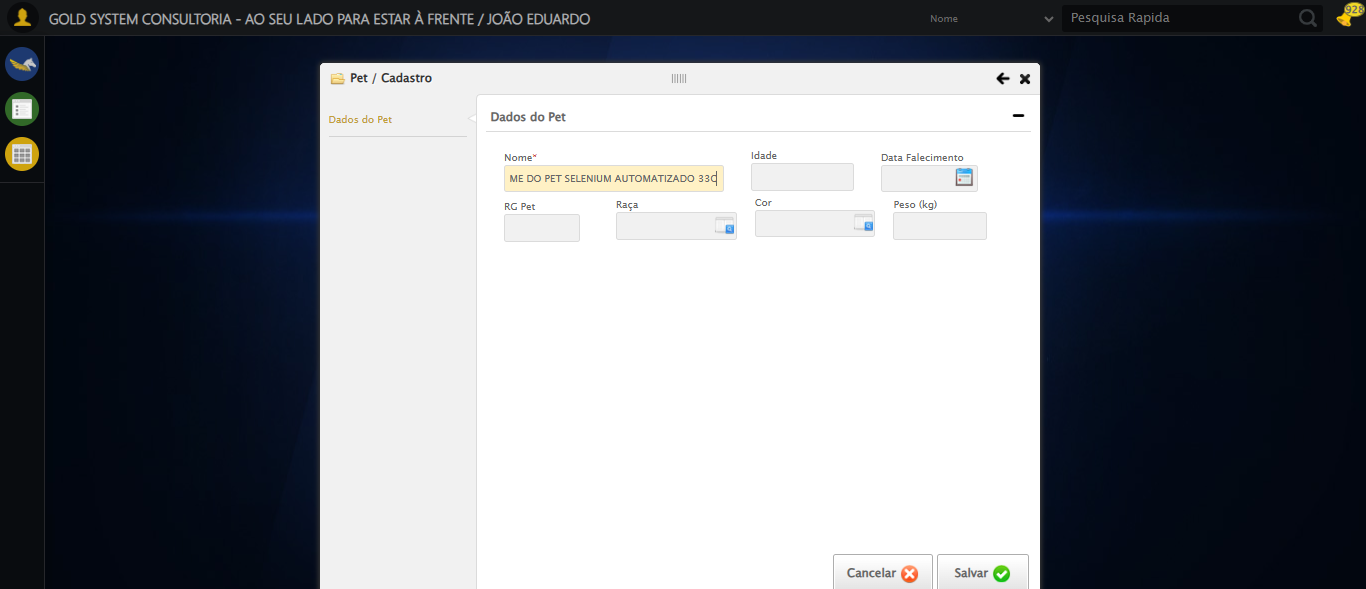 GOLD SYSTEM CONSULTORIA - AO SEU LADO PARA ESTAR À FRENTE / JOÃO EDUARDO
Nome
Pesquisa Rapida
928
Pet / Cadastro
Dados do Pet
Dados do Pet
Nome*
Idade
Data Falecimento
ME DO PET SELENIUM AUTOMATIZADO
RG Pet
Raça
Cor
Peso (kg)
Cancelar
Salvar